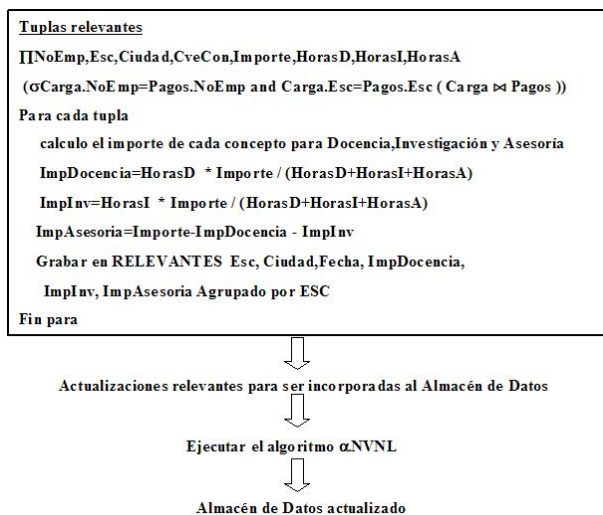 Tuplas relevantes
∏NoEmp,Esc,Ciudad,CveCon,Importe,HorasD,HorasI,HorasA
(σCarga.NoEmp=Pagos.NoEmp and Carga.Esc=Pagos.Esc ( Carga ⋈ Pagos ))
Para cada tupla
calculo el importe de cada concepto para Docencia,Investigación y Asesoría
ImpDocencia=HorasD * Importe / (HorasD+HorasI+HorasA)
ImpInv=HorasI * Importe / (HorasD+HorasI+HorasA)
ImpAsesoria=Importe-ImpDocencia - ImpInv
Grabar en RELEVANTES Esc, Ciudad,Fecha, ImpDocencia,
ImpInv, ImpAsesoria Agrupado por ESC
Fin para
Actualizaciones relevantes para ser incorporadas al Almacén de Datos
Ejecutar el algoritmo αNVNL
Almacén de Datos actualizado